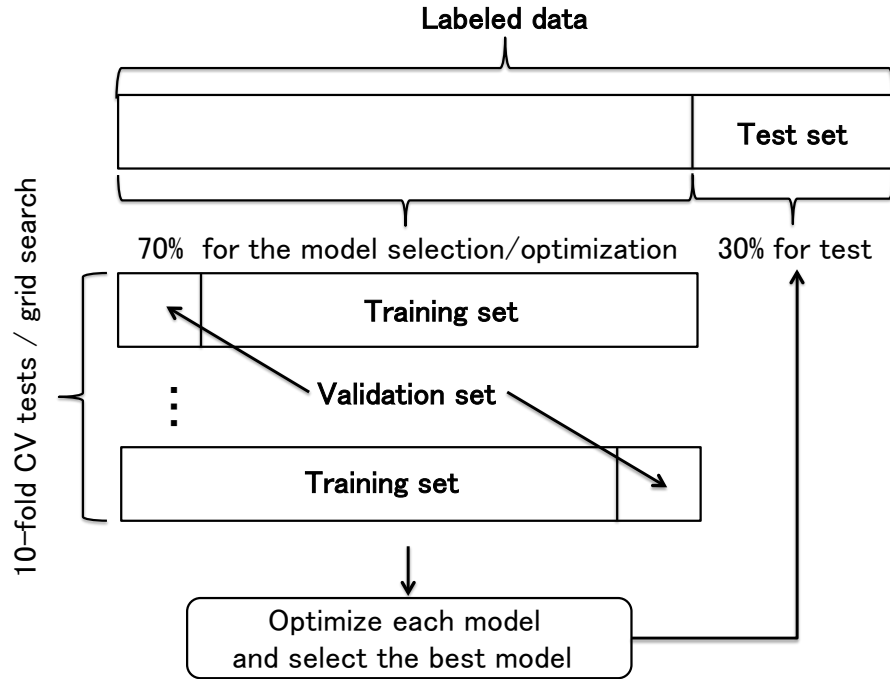 Labeled data
Test set
70% for the model selection/optimization
30% for test
10-fold CV tests / grid search
Training set
Validation set
Training set
Optimize each model
and select the best model